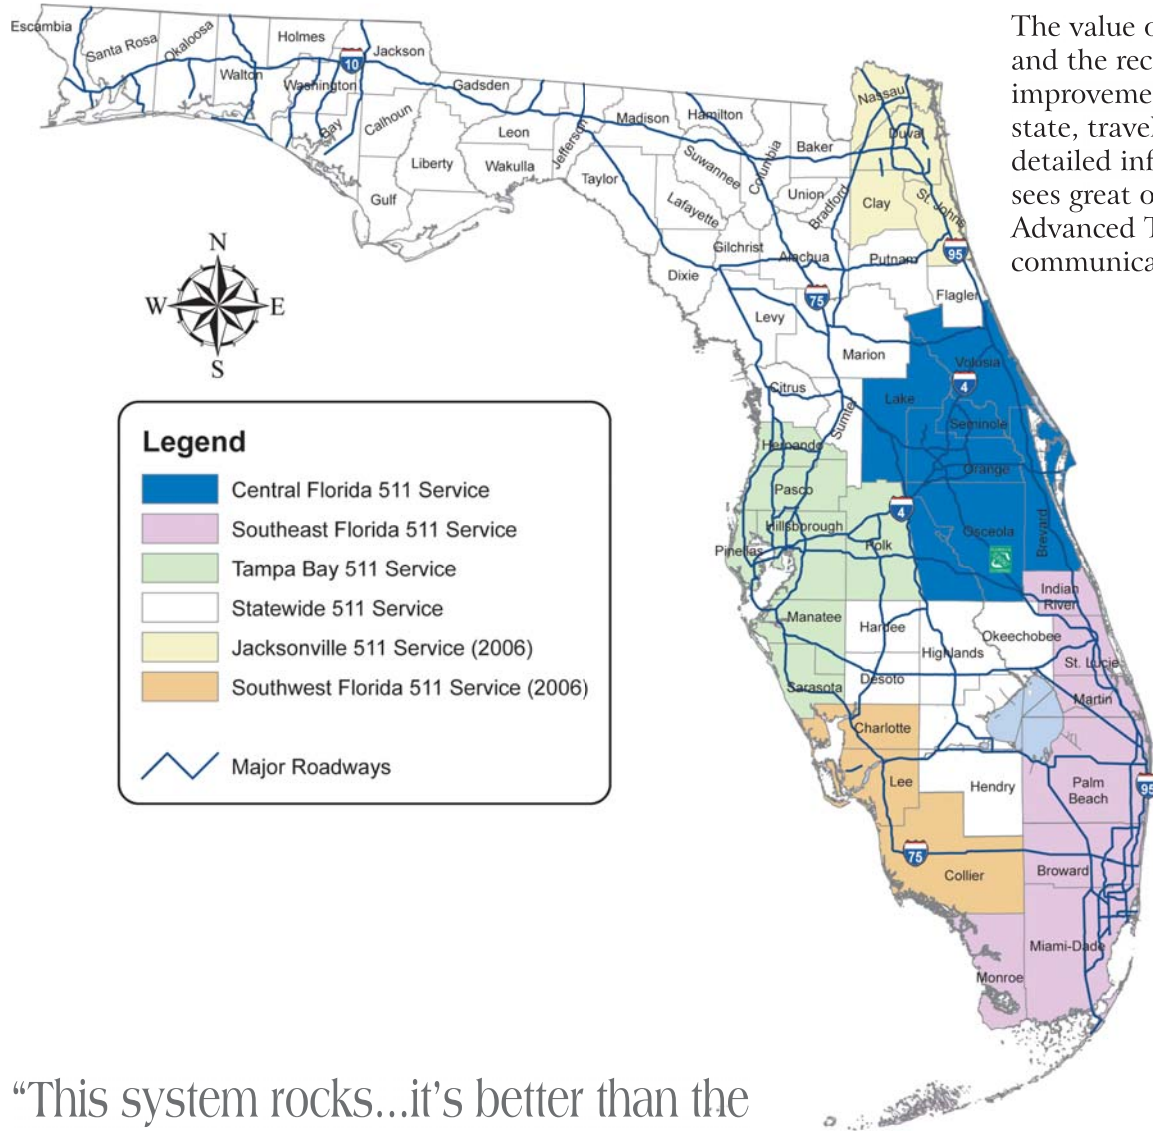 The value o
and the rec
improveme
state, travel
detailed inf
sees great o
Advanced T
communica
Escambia
Santa Rosa
Okaloosa
Walton
Holmes
Washington
Bay
Jackson
10
Calhoun
Gulf
Gadsden
Liberty
Leon
Wakulla
Jefferson
Madison
Taylor
Hamilton
Suwannee
Lafayette
Columbia
Baker
Union
Bradford
Nassau
Duval
Clay
St. Johns
95
Gilchrist
Alachua
Putnam
Dixie
75
Flagler
Levy
Marion
Volusia
4
Citrus
Lake
Sumter
Seminole
Hernando
Orange
Pasco
4
Hillsborough
Osceola
Brevard
Pinellas
Polk
Indian
River
Manatee
Hardee
Okeechobee
Highlands
St. Lucie
Sarasota
Desoto
Martin
Charlotte
Lee
Hendry
Palm
Beach
95
75
Collier
Broward
Miami-Dade
Monroe
N
W
E
S
Legend
Central Florida 511 Service
Southeast Florida 511 Service
Tampa Bay 511 Service
Statewide 511 Service
Jacksonville 511 Service (2006)
Southwest Florida 511 Service (2006)
Major Roadways
“This system rocks...it’s better than the